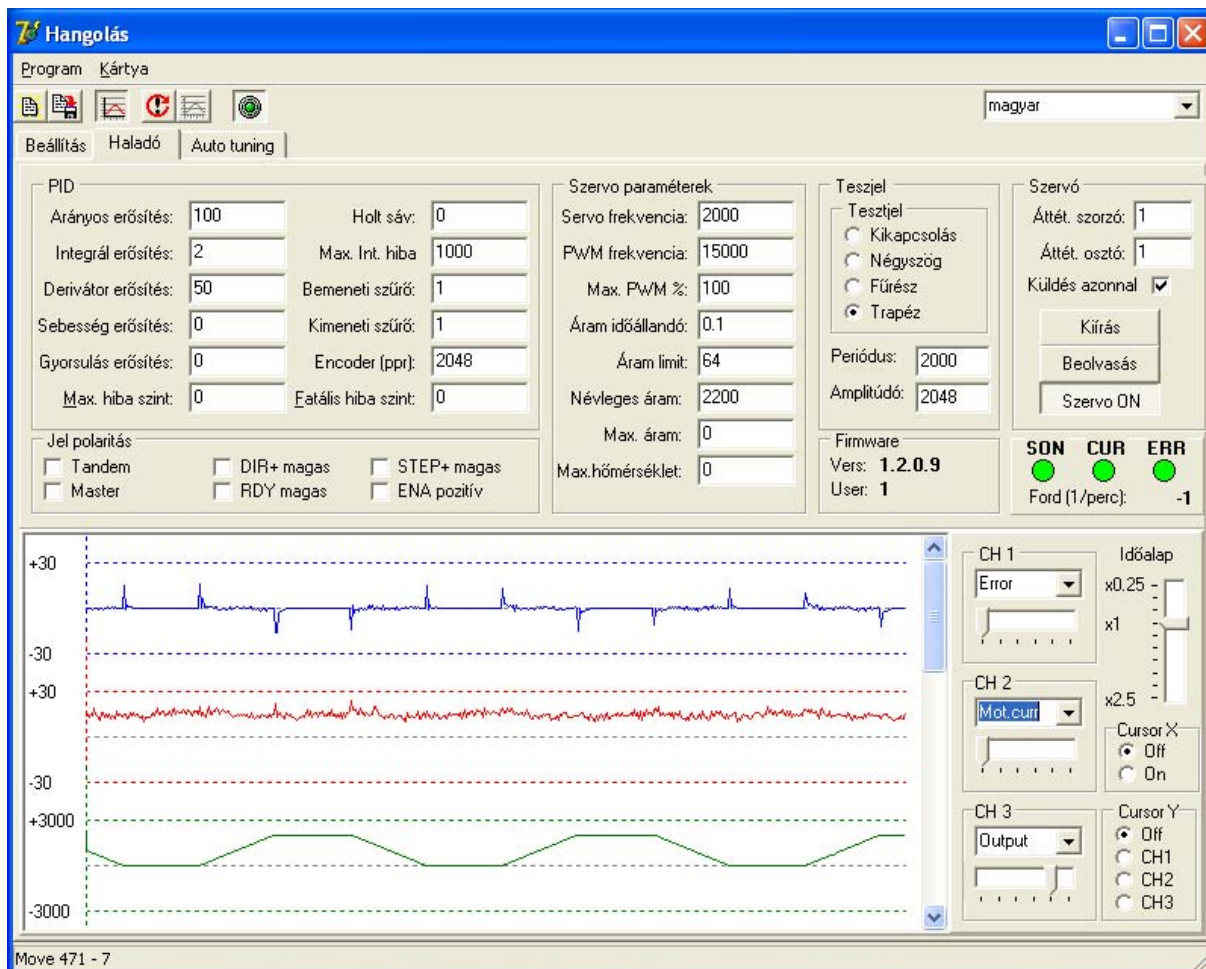 Hangolás
Program Kártya
magyar
Beállítás Haladó Auto tuning
PID
Arányos erősítés: 100
Integrál erősítés: 2
Derivátor erősítés: 50
Sebesség erősítés: 0
Gyorsulás erősítés: 0
Max. hiba szint: 0
Holt sáv: 0
Max. Int. hiba 1000
Bemeneti szűrő: 1
Kimeneti szűrő: 1
Encoder (ppr): 2048
Fatális hiba szint: 0
Jel polaritás
Tandem DIR+ magas STEP+ magas
Master RDY magas ENA pozitív
Szervo paraméterek
Servo frekvencia: 2000
PWM frekvencia: 15000
Max. PWM %: 100
Áram időállandó: 0.1
Áram limit: 64
Névleges áram: 2200
Max. áram: 0
Max.hőmérséklet: 0
Teszjel
Tesztjel
Kikapcsolás
Négyszög
Fűrész
Trapéz
Periódus: 2000
Amplitúdó: 2048
Firmware
Vers: 1.2.0.9
User: 1
Szervó
Áttét. szorzó: 1
Áttét. osztó: 1
Küldés azonnal
Kiírás
Beolvasás
Szervo ON
SON CUR ERR
Ford (1/perc): -1
+30
-30
+30
-30
+3000
-3000
CH 1
Error
CH 2
Mot.curr
CH 3
Output
Időalap
x0.25
x1
x2.5
Cursor X
Off
On
Cursor Y
Off
CH1
CH2
CH3
Move 471 - 7